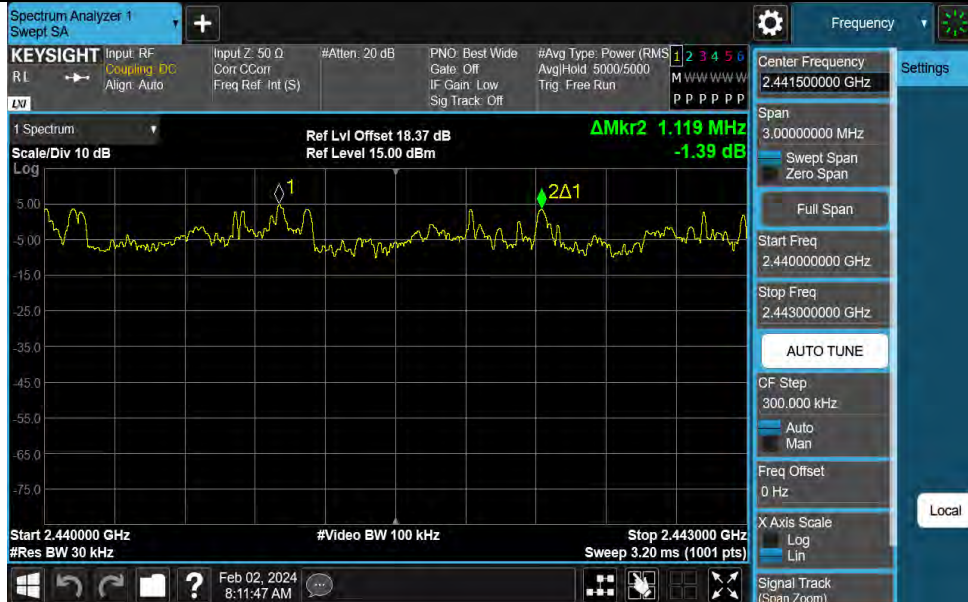 Spectrum Analyzer 1
Swept SA
Frequency
KEYSIGHT
RL
LXI
Input: RF
Coupling: DC
Align: Auto
Input Z: 50 Ω
Corr CCorr
Freq Ref: Int (S)
#Atten: 20 dB
PNO: Best Wide
Gate: Off
IF Gain: Low
Sig Track: Off
#Avg Type: Power (RMS
Avg|Hold: 5000/5000
Trig: Free Run
1 2 3 4 5 6
M W W W W W
P P P P P P
1 Spectrum
Scale/Div 10 dB
Log
Ref Lvl Offset 18.37 dB
Ref Level 15.00 dBm
ΔMkr2 1.119 MHz
-1.39 dB
1
2Δ1
5.00
-5.00
-15.0
-25.0
-35.0
-45.0
-55.0
-65.0
-75.0
Start 2.440000 GHz
#Res BW 30 kHz
#Video BW 100 kHz
Stop 2.443000 GHz
Sweep 3.20 ms (1001 pts)
?
Feb 02, 2024
8:11:47 AM
Center Frequency
2.441500000 GHz
Span
3.00000000 MHz
Swept Span
Zero Span
Full Span
Start Freq
2.440000000 GHz
Stop Freq
2.443000000 GHz
AUTO TUNE
CF Step
300.000 kHz
Auto
Man
Freq Offset
0 Hz
X Axis Scale
Log
Lin
Signal Track
(Span Zoom)
Settings
Local